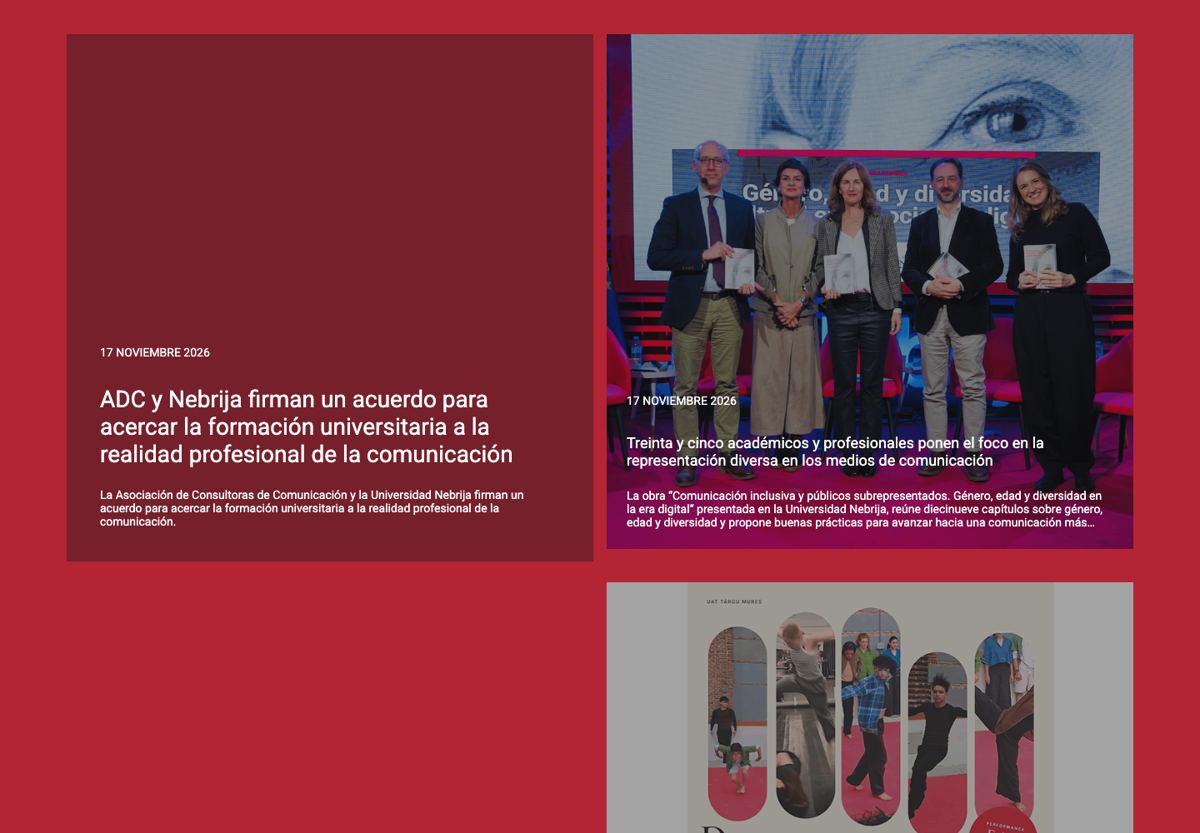 17 NOVIEMBRE 2026
ADC y Nebrija firman un acuerdo para
acercar la formación universitaria a la
realidad profesional de la comunicación
La Asociación de Consultoras de Comunicación y la Universidad Nebrija firman un
acuerdo para acercar la formación universitaria a la realidad profesional de la
comunicación.
17 NOVIEMBRE 2026
Treinta y cinco académicos y profesionales ponen el foco en la
representación diversa en los medios de comunicación
La obra “Comunicación inclusiva y públicos subrepresentados. Género, edad y diversidad en
la era digital” presentada en la Universidad Nebrija, reúne diecinueve capítulos sobre género,
edad y diversidad y propone buenas prácticas para avanzar hacia una comunicación más…
UAT TÂRGU MUREȘ
PERFORMANCE